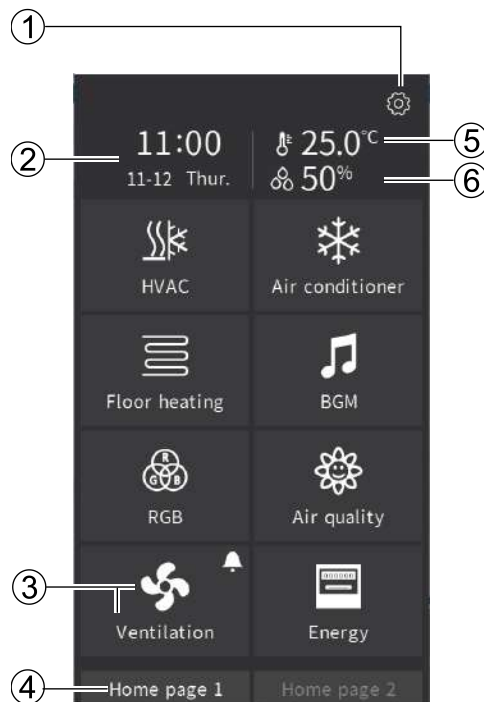 1
11:00
25.0°C
5
2
11-12 Thur.
50%
6
HVAC
Air conditioner
Floor heating
BGM
R
G B
RGB
Air quality
3
Ventilation
Energy
4
Home page 1
Home page 2